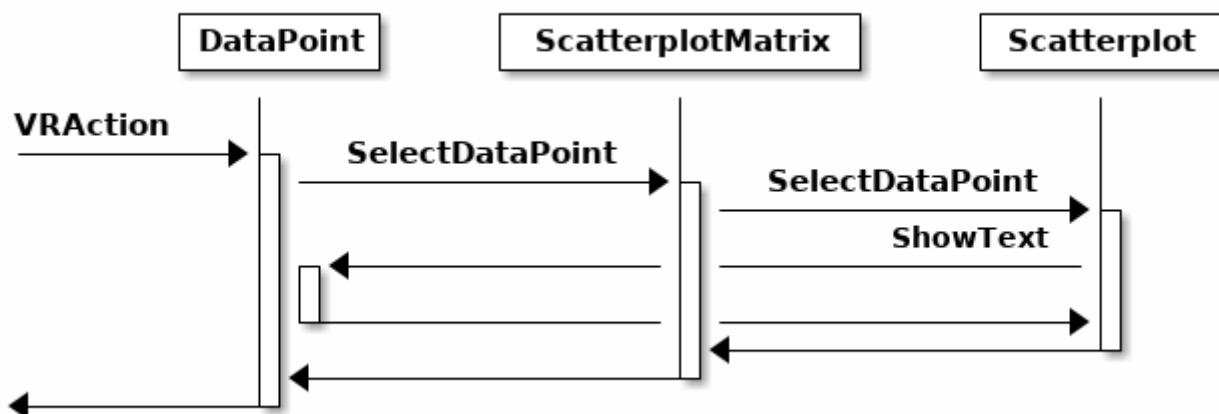 DataPoint
ScatterplotMatrix
Scatterplot
VRAction
SelectDataPoint
SelectDataPoint
ShowText